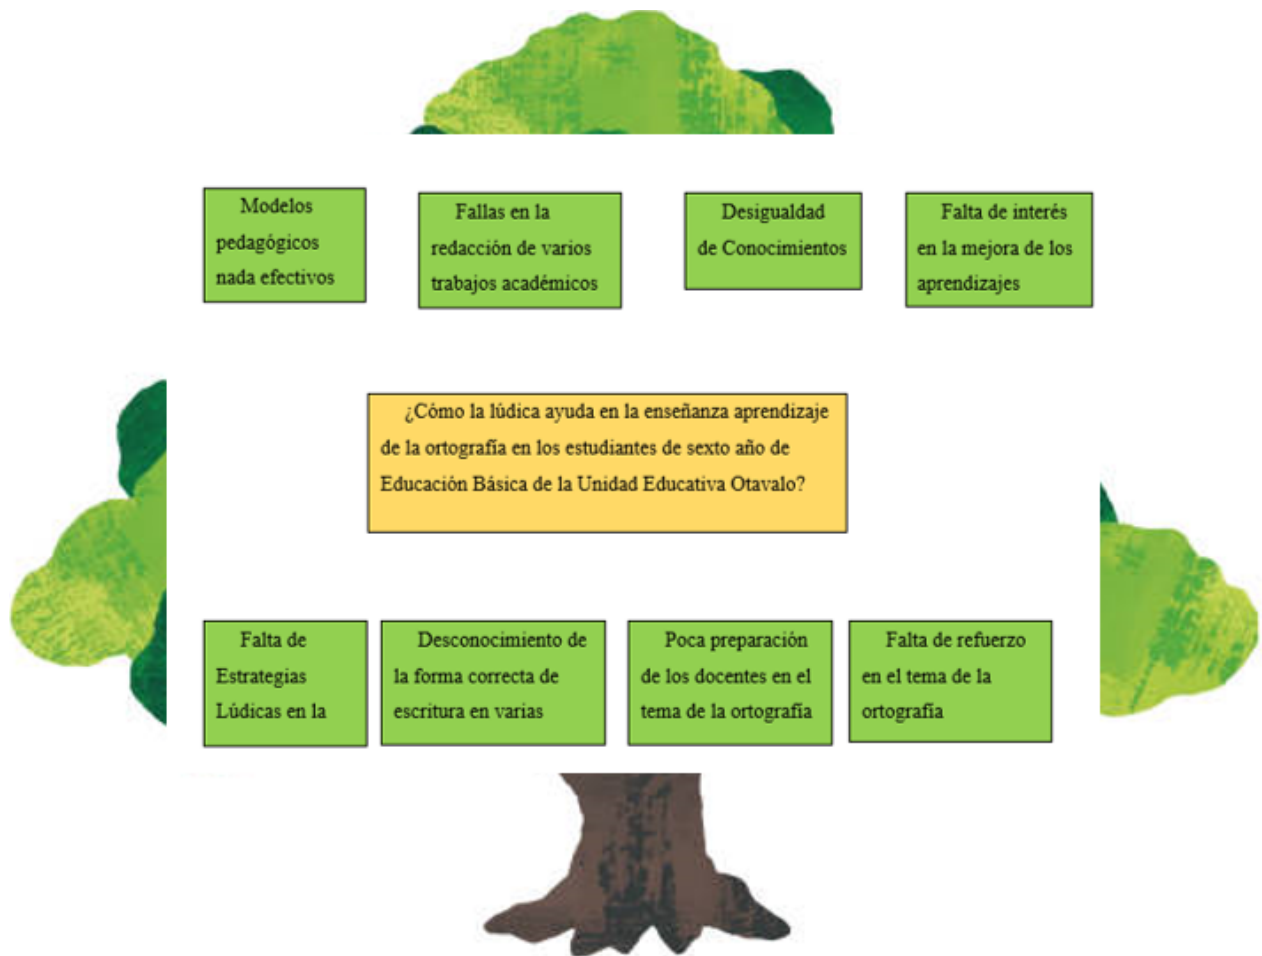 Modelos
pedagógicos
nada efectivos
Fallas en la
redacción de varios
trabajos académicos
Desigualdad
de Conocimientos
Falta de interés
en la mejora de los
aprendizajes
¿Cómo la lúdica ayuda en la enseñanza aprendizaje
de la ortografía en los estudiantes de sexto año de
Educación Básica de la Unidad Educativa Otavalo?
Falta de
Estrategias
Lúdicas en la
Desconocimiento de
la forma correcta de
escritura en varias
Poca preparación
de los docentes en el
tema de la ortografía
Falta de refuerzo
en el tema de la
ortografía